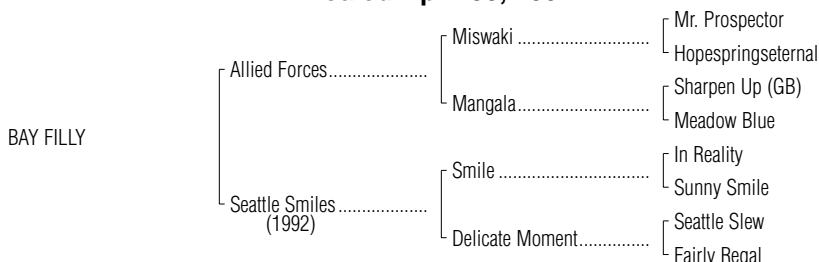 Mr. Prospector
Miswaki ..............................
Hopespringseternal
Allied Forces.......................
Sharpen Up (GB)
Mangala..............................
Meadow Blue
BAY FILLY
In Reality
Smile ..................................
Sunny Smile
Seattle Smiles ....................
(1992)
Seattle Slew
Delicate Moment................
Fairly Regal